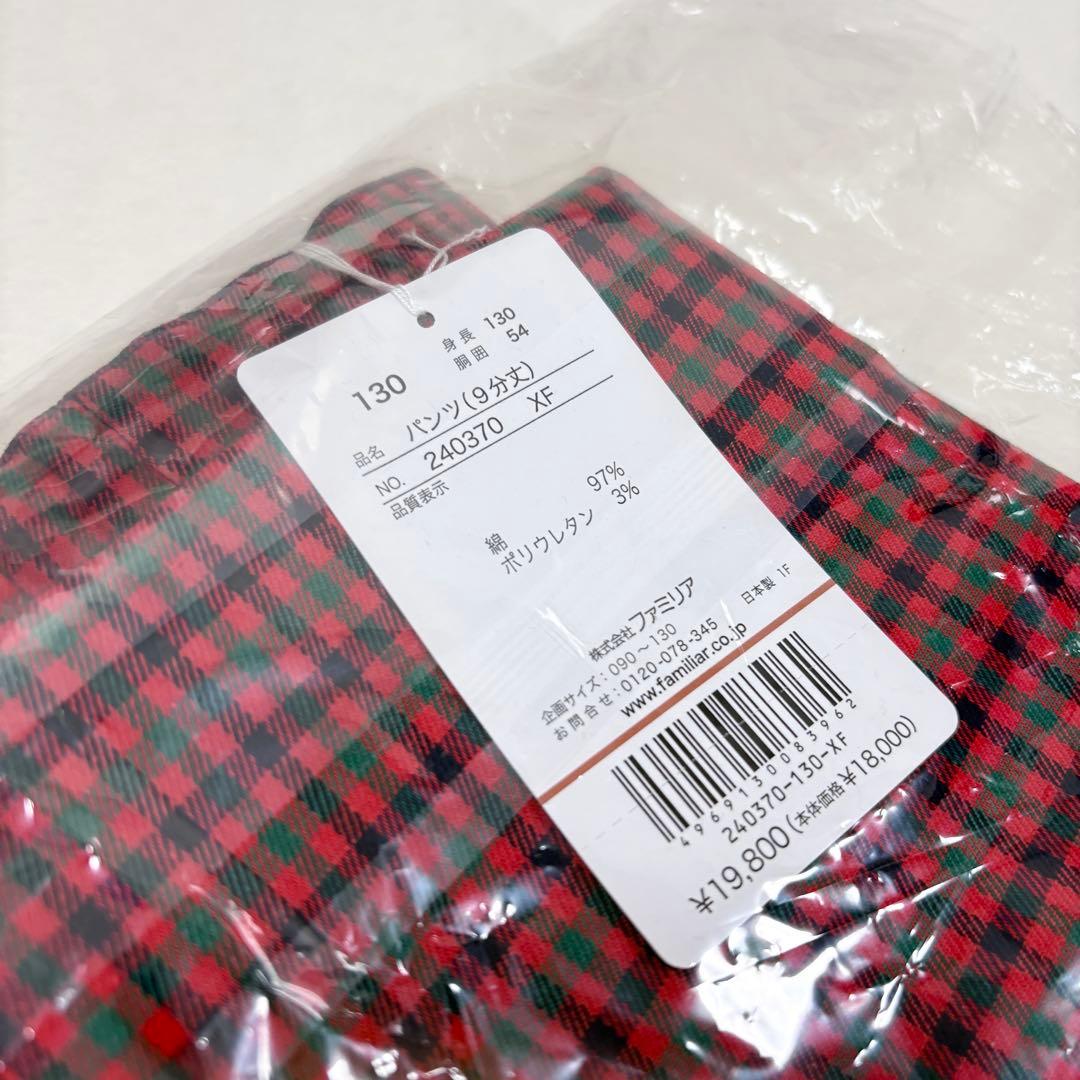 身長 130
胴囲 54
130
品名 パンツ(9分丈)
NO. 240370 XF
品質表示
綿 97%
ポリウレタン 3%
株式会社ファミリア
企画サイズ:090~130
お問合せ:0120-078-345
www.familiar.co.jp
日本製 1F
4969130083962
240370-130-XF
¥19,800(本体価格¥18,000)